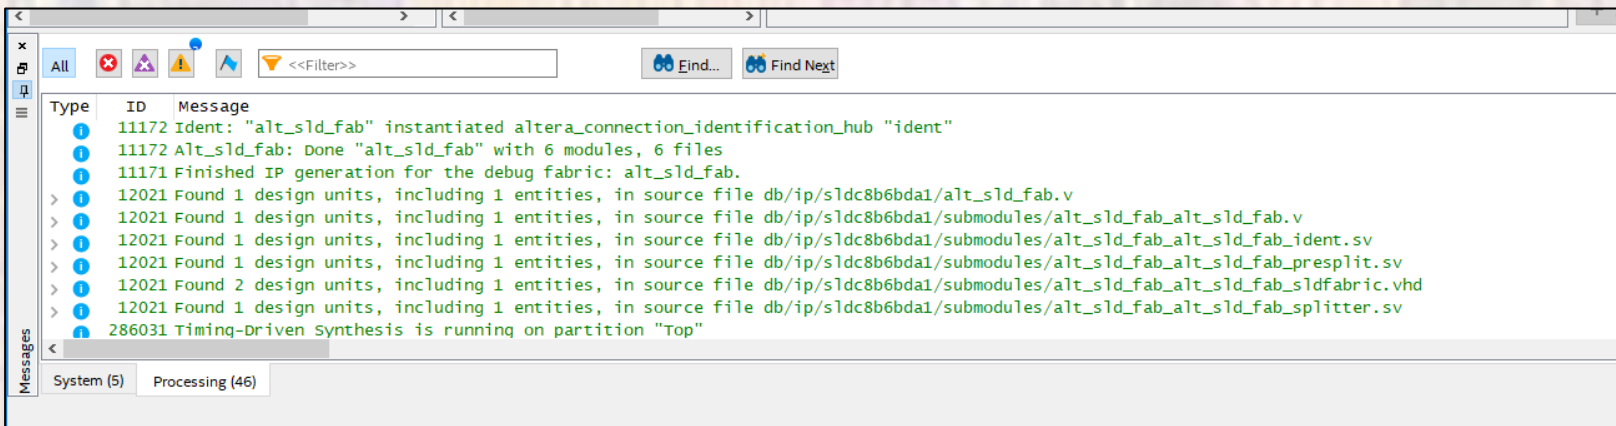 All
<<Filter>>
Find...
Find Next
Type ID Message
11172 Ident: "alt_sld_fab" instantiated altera_connection_identification_hub "ident"
11172 Alt_sld_fab: Done "alt_sld_fab" with 6 modules, 6 files
11171 Finished IP generation for the debug fabric: alt_sld_fab.
12021 Found 1 design units, including 1 entities, in source file db/ip/sldc8b6bda1/alt_sld_fab.v
12021 Found 1 design units, including 1 entities, in source file db/ip/sldc8b6bda1/submodules/alt_sld_fab_alt_sld_fab.v
12021 Found 1 design units, including 1 entities, in source file db/ip/sldc8b6bda1/submodules/alt_sld_fab_alt_sld_fab_ident.sv
12021 Found 1 design units, including 1 entities, in source file db/ip/sldc8b6bda1/submodules/alt_sld_fab_alt_sld_fab_presplit.sv
12021 Found 2 design units, including 1 entities, in source file db/ip/sldc8b6bda1/submodules/alt_sld_fab_alt_sld_fab_sldfabric.vhd
12021 Found 1 design units, including 1 entities, in source file db/ip/sldc8b6bda1/submodules/alt_sld_fab_alt_sld_fab_splitter.sv
286031 Timing-Driven Synthesis is running on partition "Top"
Messages
System (5)
Processing (46)